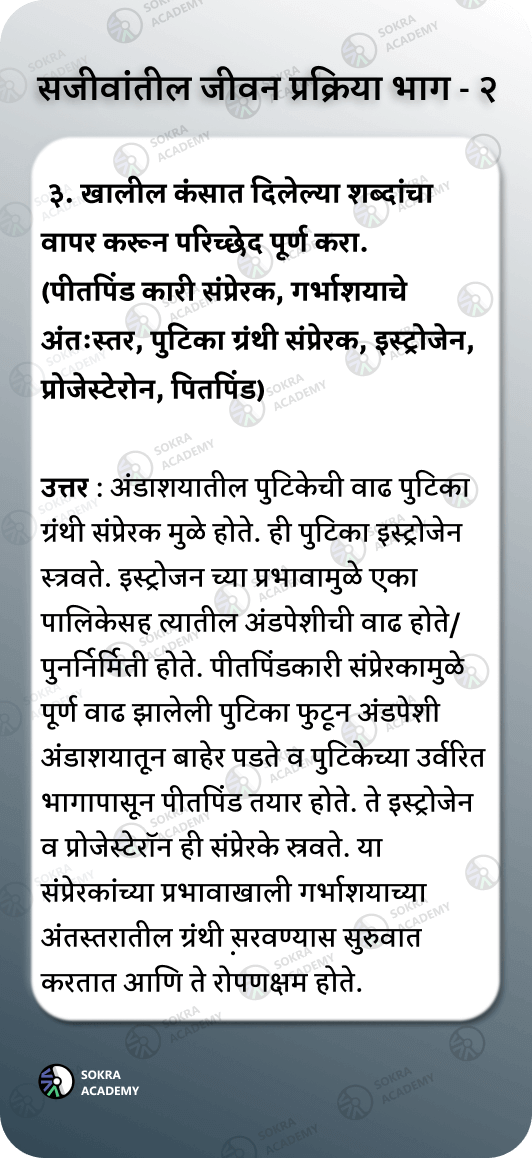 सजीवांतील जीवन प्रक्रिया भाग - २
३. खालील कंसात दिलेल्या शब्दांचा
वापर करून परिच्छेद पूर्ण करा.
(पीतपिंड कारी संप्रेरक, गर्भाशयाचे
अंतःस्तर, पुटिका ग्रंथी संप्रेरक, इस्ट्रोजेन,
प्रोजेस्टेरोन, पितपिंड)
उत्तर : अंडाशयातील पुटिकेची वाढ पुटिका
ग्रंथी संप्रेरक मुळे होते. ही पुटिका इस्ट्रोजेन
स्त्रवते. इस्ट्रोजन च्या प्रभावामुळे एका
पालिकेसह त्यातील अंडपेशीची वाढ होते/
पुनर्निर्मिती होते. पीतपिंडकारी संप्रेरकामुळे
पूर्ण वाढ झालेली पुटिका फुटून अंडपेशी
अंडाशयातून बाहेर पडते व पुटिकेच्या उर्वरित
भागापासून पीतपिंड तयार होते. ते इस्ट्रोजेन
व प्रोजेस्टेरॉन ही संप्रेरके स्त्रवते. या
संप्रेरकांच्या प्रभावाखाली गर्भाशयाच्या
अंतस्तरातील ग्रंथी स़रवण्यास सुरुवात
करतात आणि ते रोपणक्षम होते.
SOKRA
ACADEMY